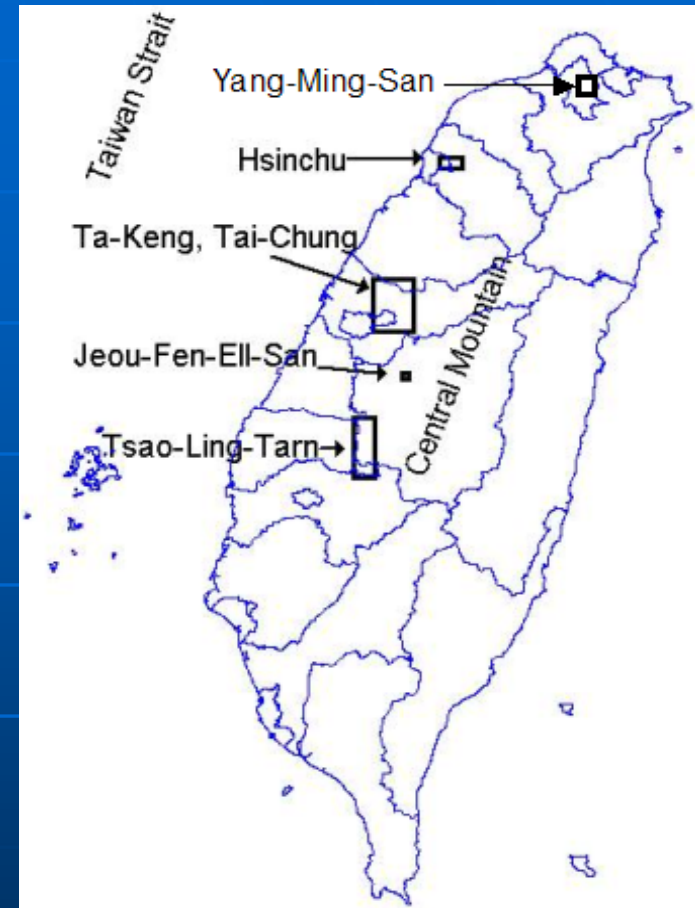 Taiwan Strait
Yang-Ming-San
Hsinchu
Ta-Keng, Tai-Chung
Central Mountain
Jeou-Fen-Ell-San
Tsao-Ling-Tarn